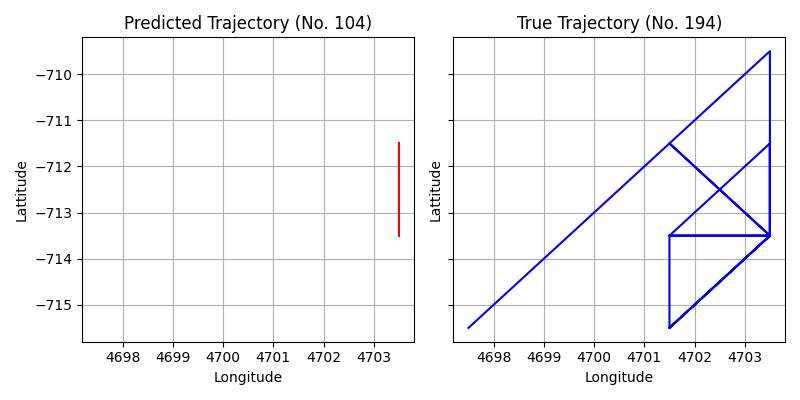 Predicted Trajectory (No. 104)
True Trajectory (No. 194)
−710
−711
−712
−713
−714
−715
Lattitude
Lattitude
4698 4699 4700 4701 4702 4703
4698 4699 4700 4701 4702 4703
Longitude
Longitude